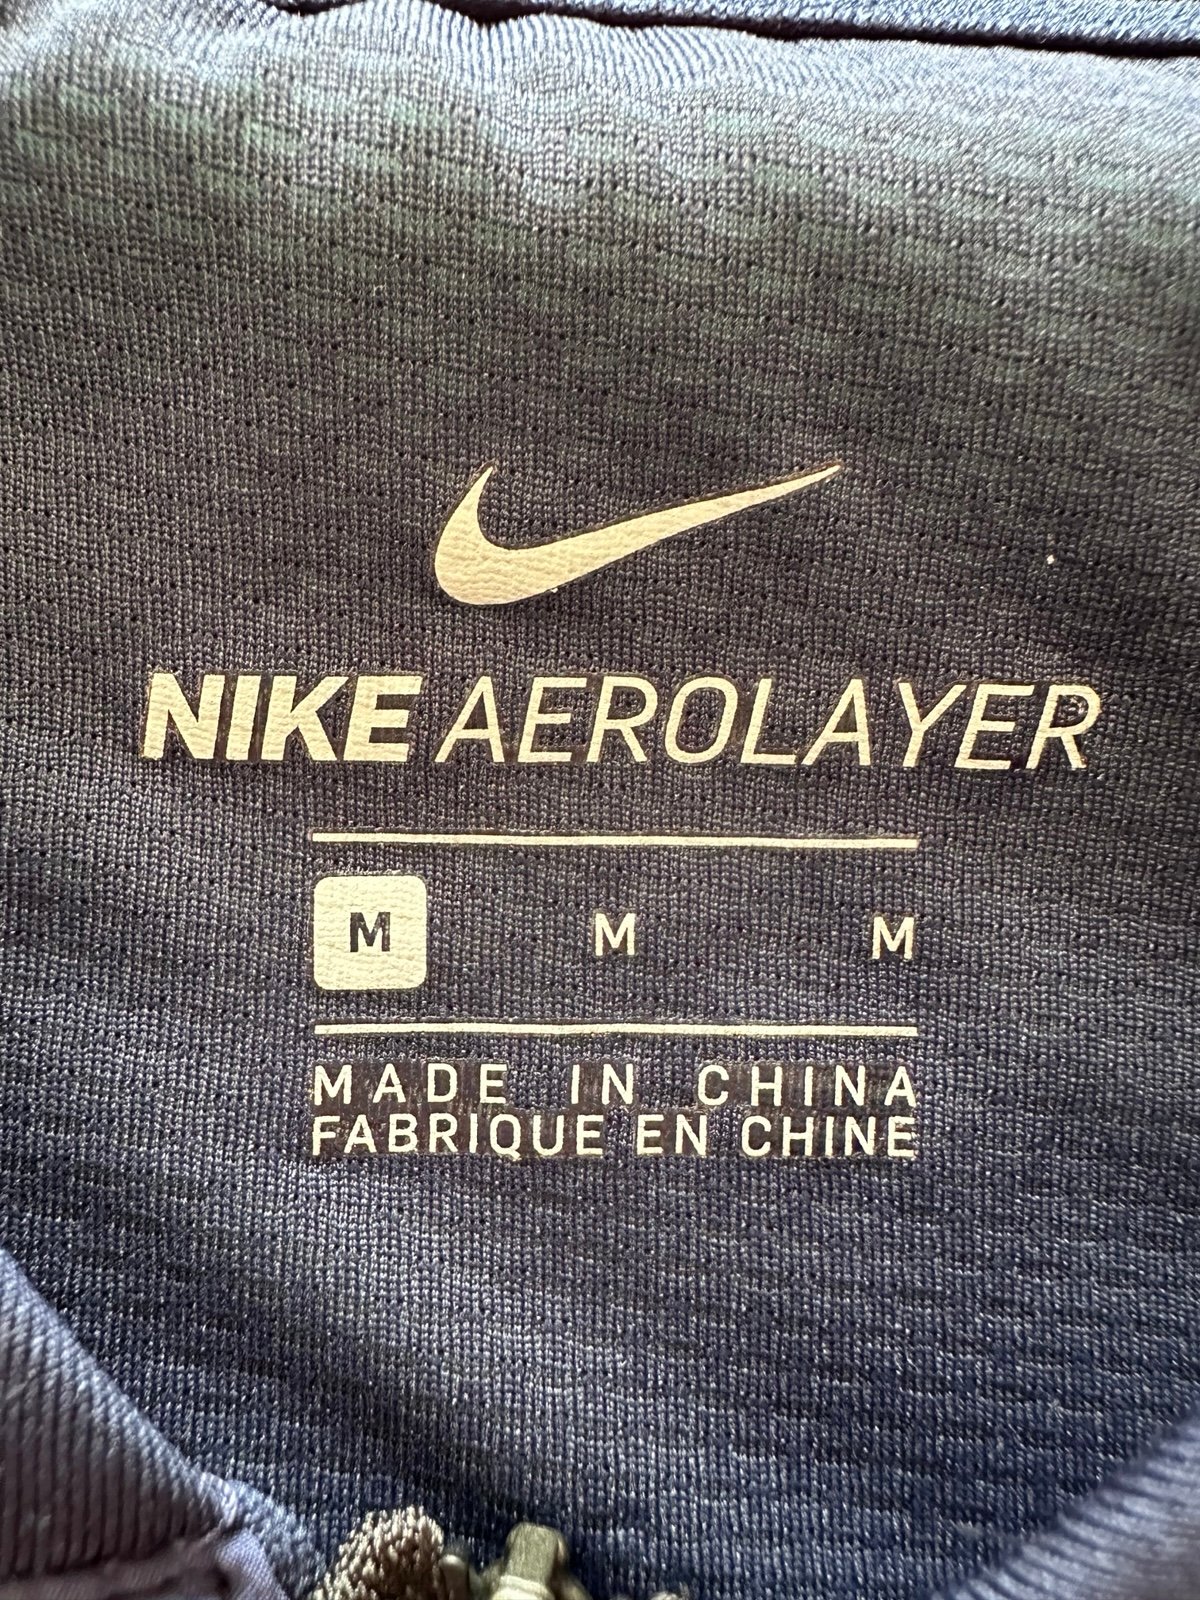 NIKE AEROLAYER
M M M
MADE IN CHINA
FABRIQUE EN CHINE